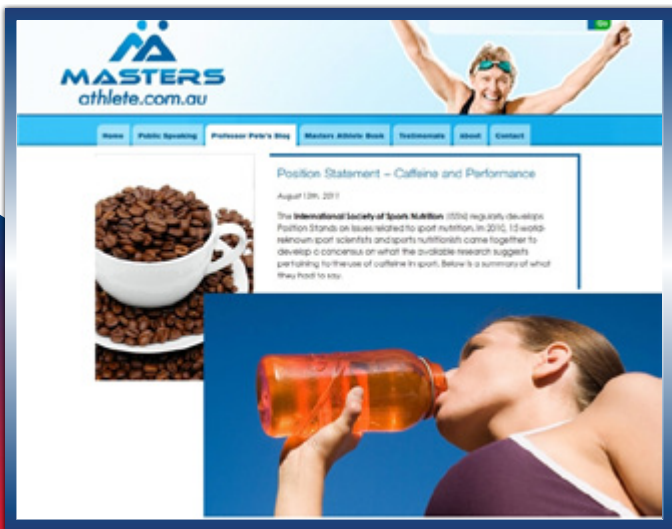 Go
MASTERS
athlete.com.au
Home Public Speaking Professor Pete's Blog Masters Athlete Book Testimonials About Contact
Position Statement – Caffeine and Performance
August 13th, 2011
The International Society of Sports Nutrition (ISSN) regularly develops
Position Stands on issues related to sport nutrition. In 2010, 15 world-
reknown sport scientists and sports nutritionists came together to
develop a concensus on what the available research suggests
pertaining to the use of caffeine in sport. Below is a summary of what
they had to say.